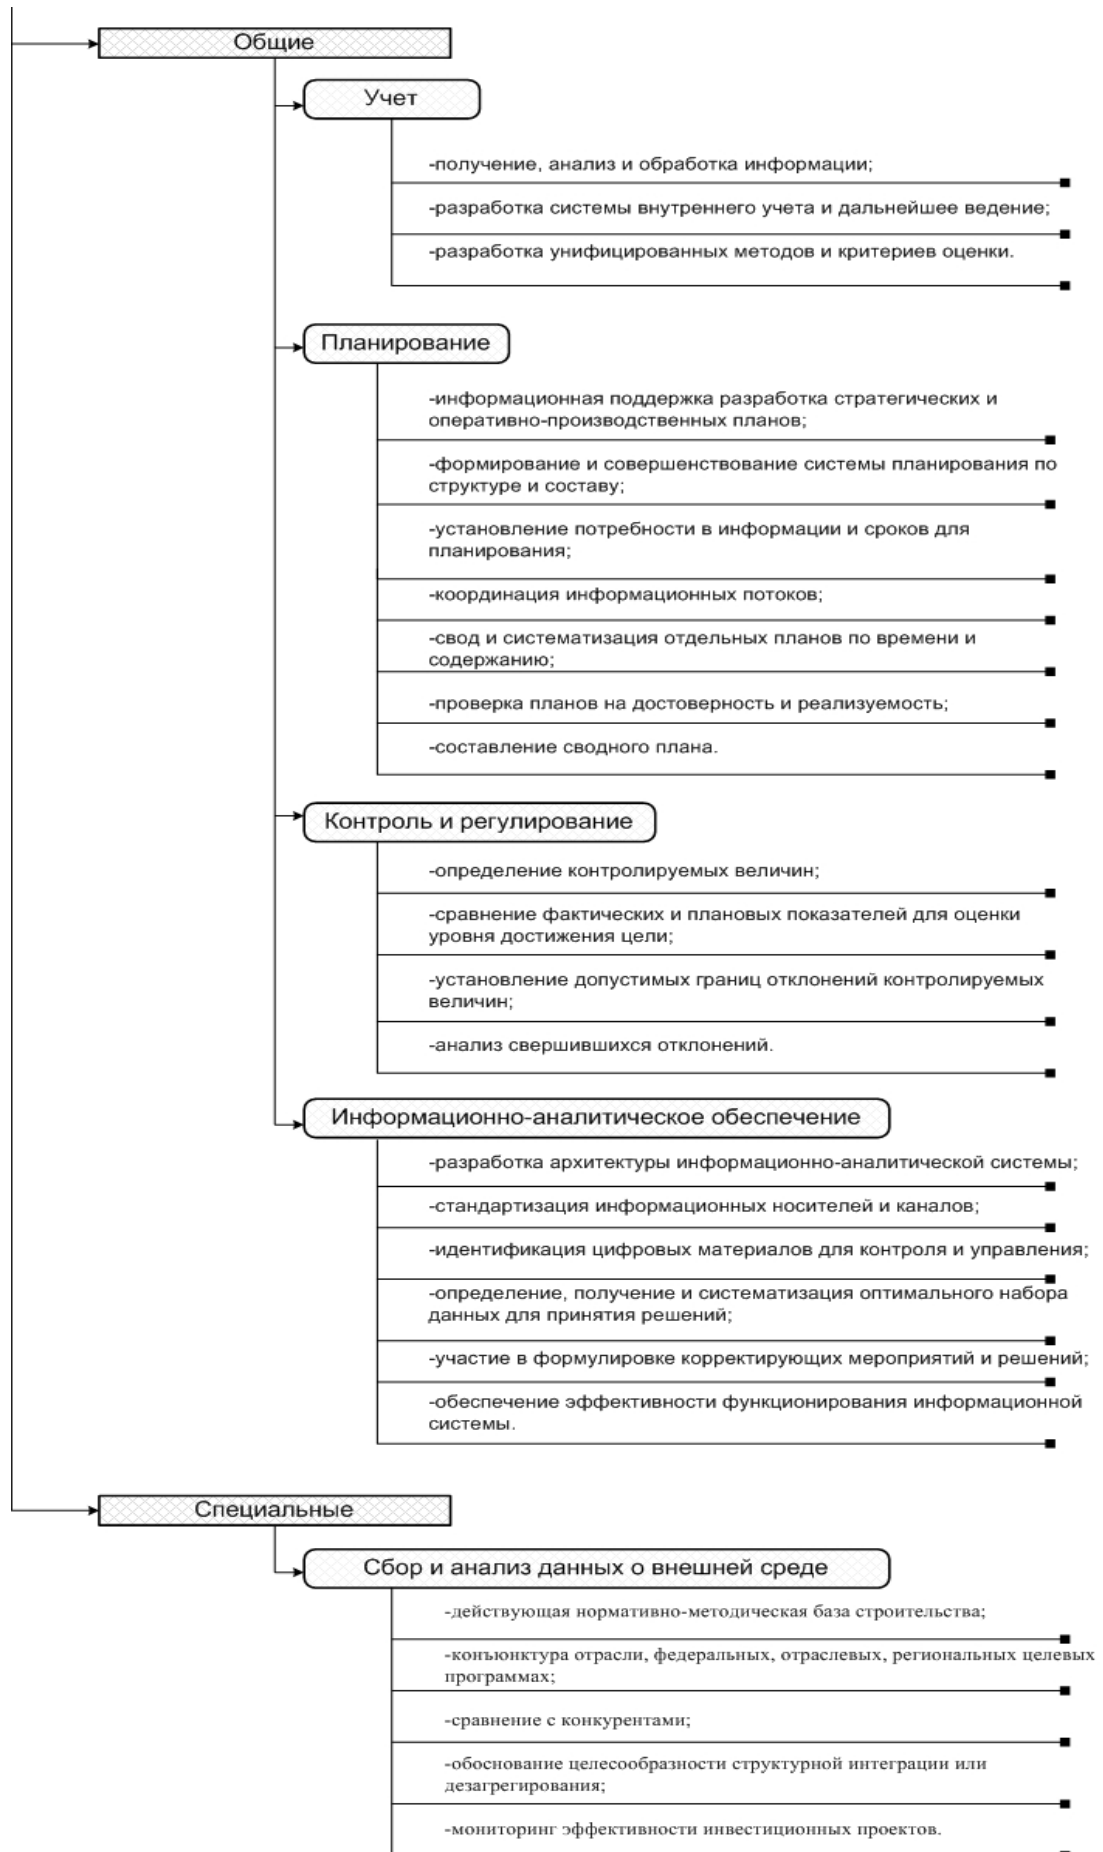 Общие
Учет
-получение, анализ и обработка информации;
-разработка системы внутреннего учета и дальнейшее ведение;
-разработка унифицированных методов и критериев оценки.
Планирование
-информационная поддержка разработка стратегических и
оперативно-производственных планов;
-формирование и совершенствование системы планирования по
структуре и составу;
-установление потребности в информации и сроков для
планирования;
-координация информационных потоков;
-свод и систематизация отдельных планов по времени и
содержанию;
-проверка планов на достоверность и реализуемость;
-составление сводного плана.
Контроль и регулирование
-определение контролируемых величин;
-сравнение фактических и плановых показателей для оценки
уровня достижения цели;
-установление допустимых границ отклонений контролируемых
величин;
-анализ свершившихся отклонений.
Информационно-аналитическое обеспечение
-разработка архитектуры информационно-аналитической системы;
-стандартизация информационных носителей и каналов;
-идентификация цифровых материалов для контроля и управления;
-определение, получение и систематизация оптимального набора
данных для принятия решений;
-участие в формулировке корректирующих мероприятий и решений;
-обеспечение эффективности функционирования информационной
системы.
Специальные
Сбор и анализ данных о внешней среде
-действующая нормативно-методическая база строительства;
-конъюнктура отрасли, федеральных, отраслевых, региональных целевых
программах;
-сравнение с конкурентами;
-обоснование целесообразности структурной интеграции или
дезагрегирования;
-мониторинг эффективности инвестиционных проектов.